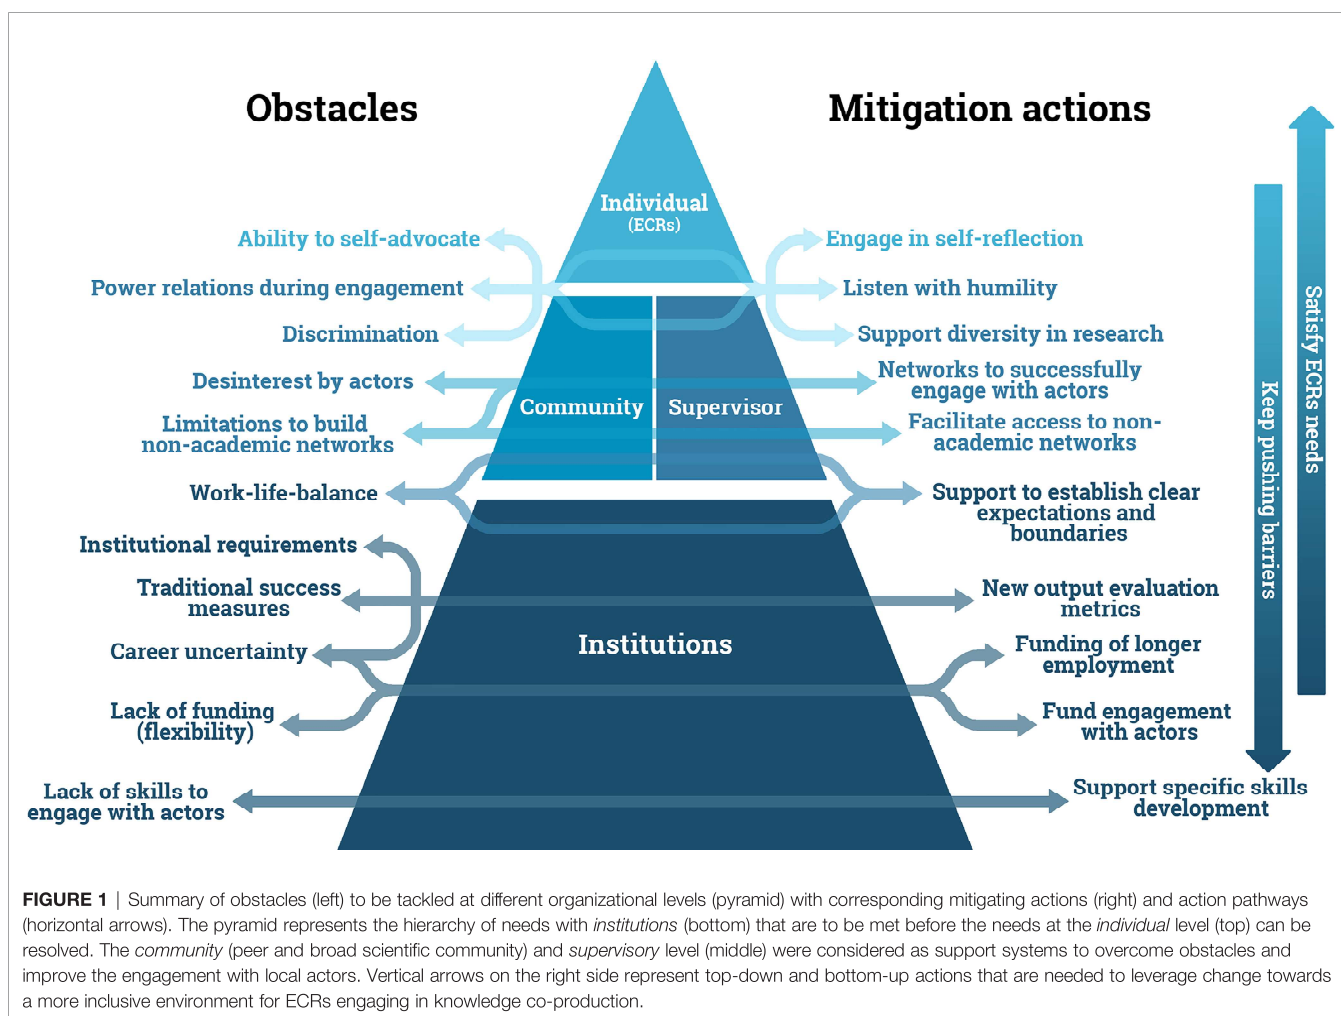 Obstacles
Mitigation actions
Individual
(ECRs)
Ability to self-advocate
Power relations during engagement
Discrimination
Desinterest by actors
Limitations to build
non-academic networks
Work-life-balance
Institutional requirements
Traditional success
measures
Career uncertainty
Lack of funding
(flexibility)
Lack of skills to
engage with actors
Community
Supervisor
Institutions
Engage in self-reflection
Listen with humility
Support diversity in research
Networks to successfully
engage with actors
Facilitate access to non-
academic networks
Support to establish clear
expectations and
boundaries
New output evaluation
metrics
Funding of longer
employment
Fund engagement
with actors
Support specific skills
development
Keep pushing barriers
Satisfy ECRs needs
FIGURE 1 | Summary of obstacles (left) to be tackled at different organizational levels (pyramid) with corresponding mitigating actions (right) and action pathways
(horizontal arrows). The pyramid represents the hierarchy of needs with institutions (bottom) that are to be met before the needs at the individual level (top) can be
resolved. The community (peer and broad scientific community) and supervisory level (middle) were considered as support systems to overcome obstacles and
improve the engagement with local actors. Vertical arrows on the right side represent top-down and bottom-up actions that are needed to leverage change towards
a more inclusive environment for ECRs engaging in knowledge co-production.